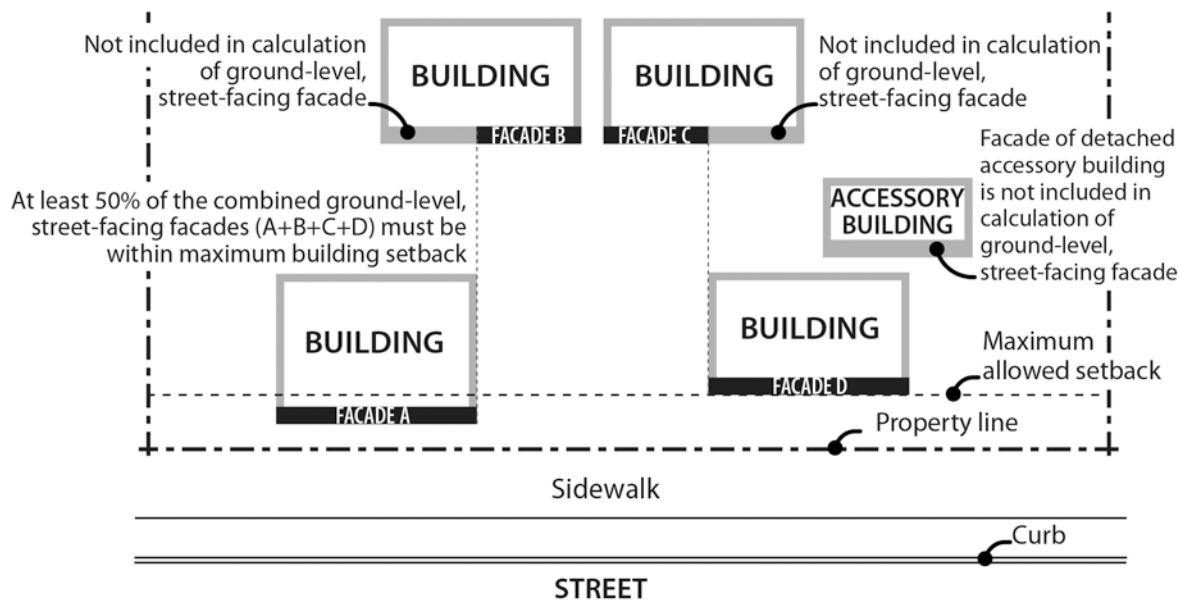 Not included in calculation
of ground-level,
street-facing facade
BUILDING
FACADE B
BUILDING
FACADE C
Not included in calculation
of ground-level,
street-facing facade
Facade of detached
accessory building
is not included in
calculation of
ground-level,
street-facing facade
ACCESSORY
BUILDING
At least 50% of the combined ground-level,
street-facing facades (A+B+C+D) must be
within maximum building setback
BUILDING
FACADE A
BUILDING
FACADE D
Maximum
allowed setback
Property line
Sidewalk
Curb
STREET